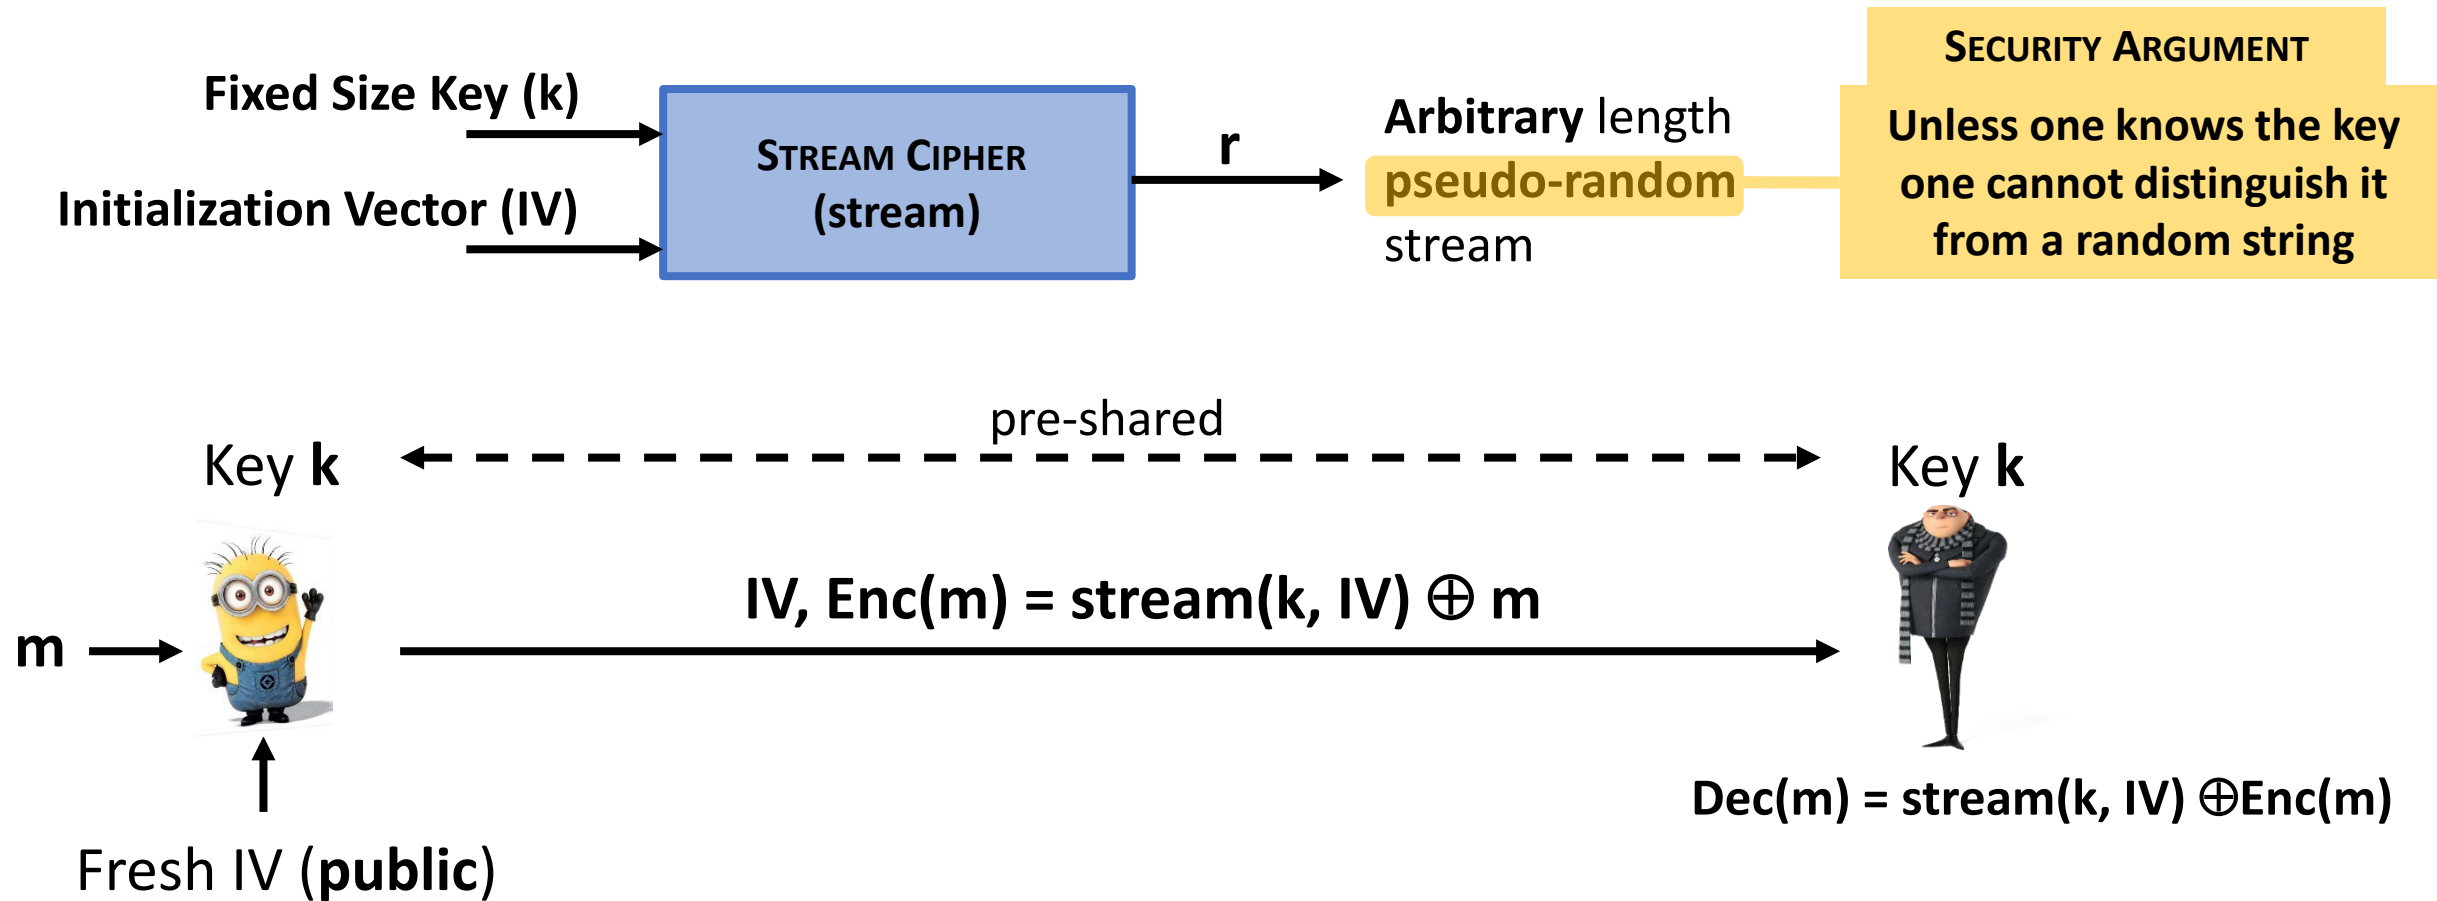 SECURITY ARGUMENT
Fixed Size Key (k)
Initialization Vector (IV)
STREAM CIPHER
(stream)
r
Arbitrary length
pseudo-random
stream
Unless one knows the key
one cannot distinguish it
from a random string
pre-shared
Key k
Key k
IV, Enc(m) = stream(k, IV) ⊕ m
m
Dec(m) = stream(k, IV) ⊕Enc(m)
Fresh IV (public)